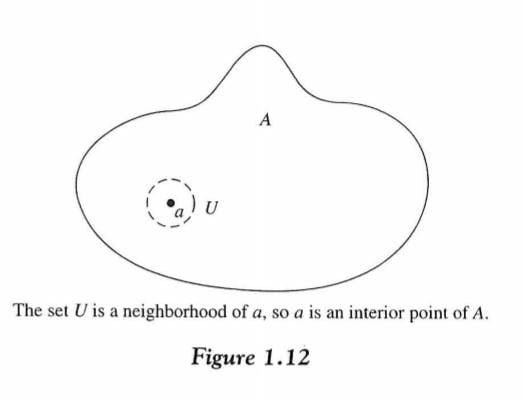 A
a
U
The set U is a neighborhood of a, so a is an interior point of A.
Figure 1.12